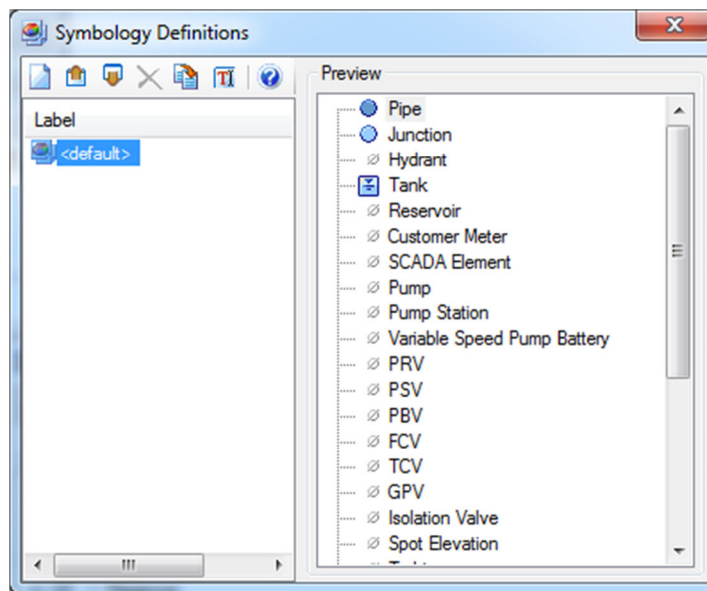 Symbology Definitions
Preview
Label
<default>
Pipe
Junction
Hydrant
Tank
Reservoir
Customer Meter
SCADA Element
Pump
Pump Station
Variable Speed Pump Battery
PRV
PSV
PBV
FCV
TCV
GPV
Isolation Valve
Spot Elevation